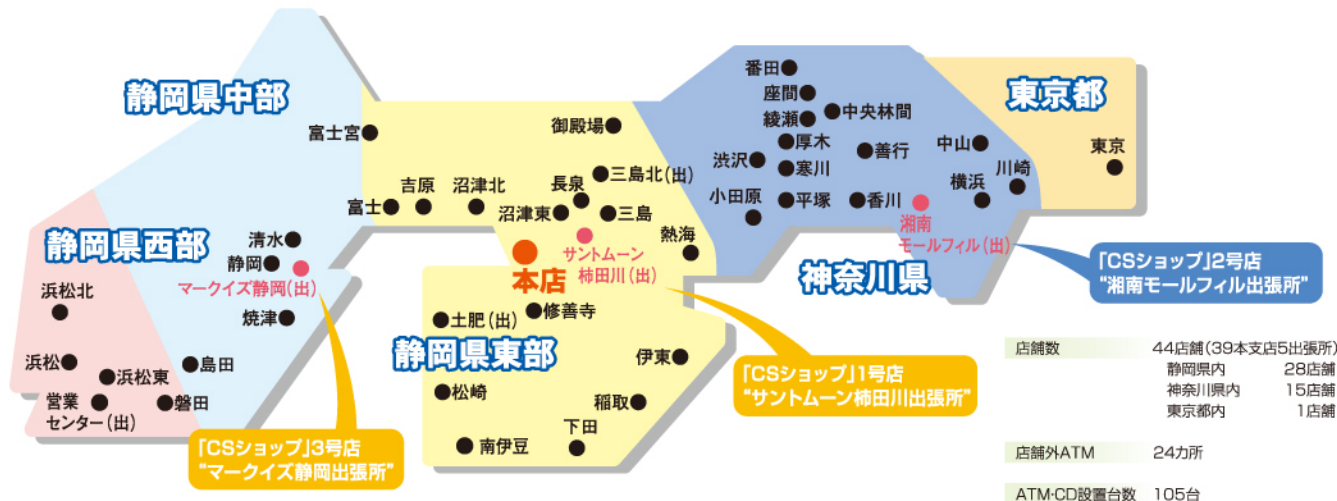 静岡県中部
静岡県西部
静岡県東部
神奈川県
東京都
浜松北
浜松
浜松東
営業
センター(出)
磐田
清水
静岡
マークイズ静岡(出)
焼津
島田
「CSショップ」3号店
"マークイズ静岡出張所"
富士宮
御殿場
富士
吉原
沼津北
長泉
三島北(出)
沼津東
三島
サントムーン
柿田川(出)
本店
熱海
土肥(出)
修善寺
伊東
松崎
稲取
南伊豆
下田
「CSショップ」1号店
"サントムーン柿田川出張所"
番田
座間
綾瀬
中央林間
厚木
渋沢
寒川
善行
中山
小田原
平塚
香川
横浜
川崎
湘南
モールフィル(出)
東京
「CSショップ」2号店
"湘南モールフィル出張所"
店舗数 44店舗(39本支店5出張所)
静岡県内 28店舗
神奈川県内 15店舗
東京都内 1店舗
店舗外ATM 24カ所
ATM·CD設置台数 105台